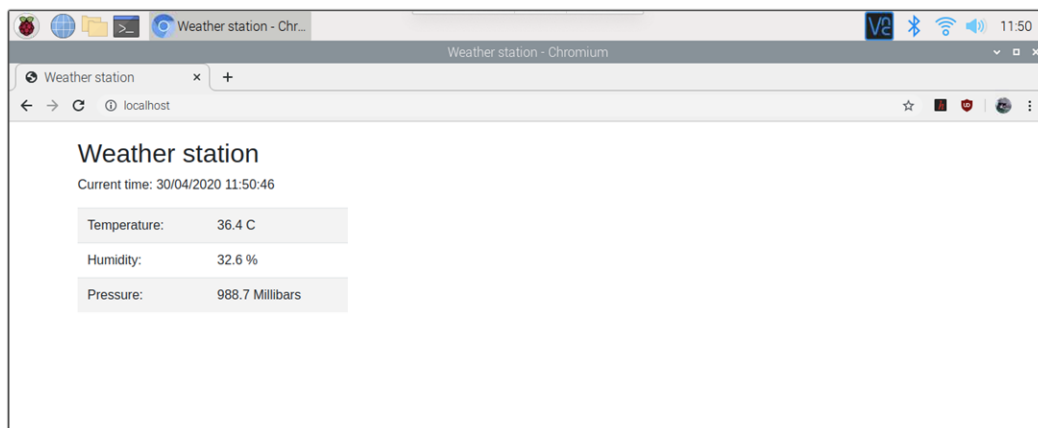 Weather station - Chr...
11:50
Weather station - Chromium
Weather station
localhost
Weather station
Current time: 30/04/2020 11:50:46
Temperature: 36.4 C
Humidity: 32.6 %
Pressure: 988.7 Millibars